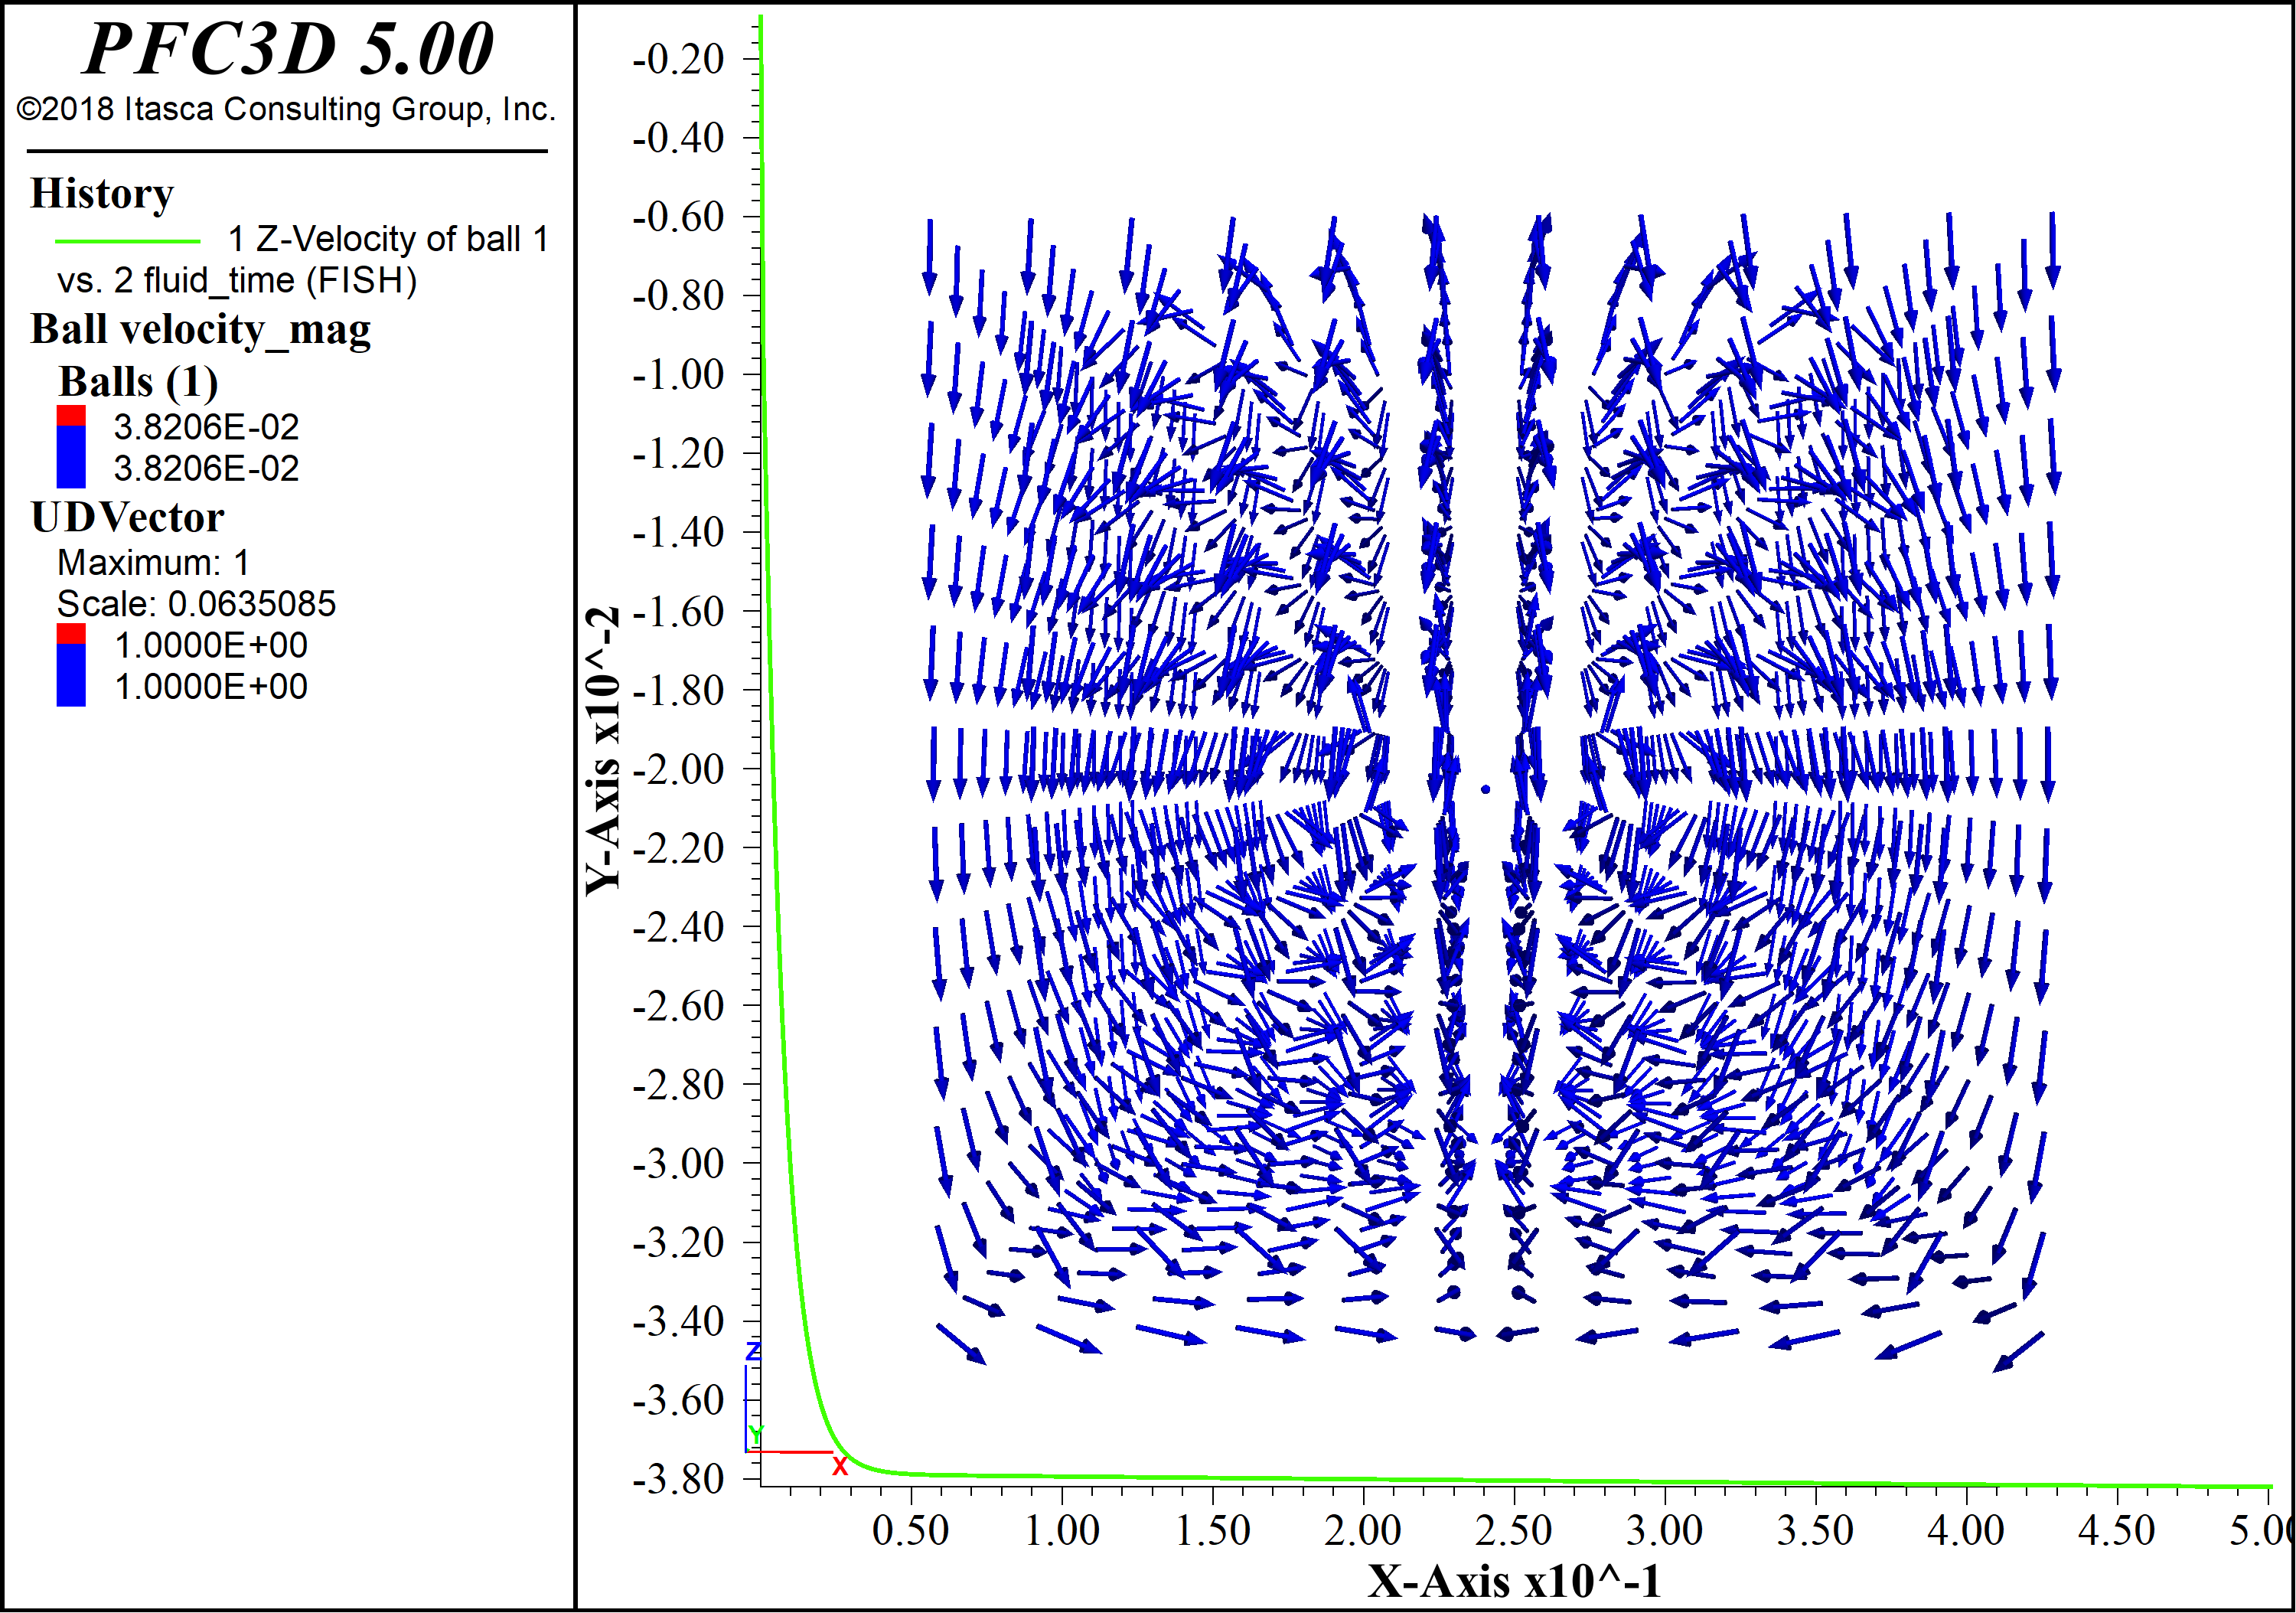 PFC3D 5.00
©2018 Itasca Consulting Group, Inc.
History
1 Z-Velocity of ball 1
vs. 2 fluid_time (FISH)
Ball velocity_mag
Balls (1)
3.8206E-02
3.8206E-02
UDVector
Maximum: 1
Scale: 0.0635085
1.0000E+00
1.0000E+00
Y-Axis x10^-2
-0.20
-0.40
-0.60
-0.80
-1.00
-1.20
-1.40
-1.60
-1.80
-2.00
-2.20
-2.40
-2.60
-2.80
-3.00
-3.20
-3.40
-3.60
-3.80
Z
Y
X
0.50 1.00 1.50 2.00 2.50 3.00 3.50 4.00 4.50 5.00
X-Axis x10^-1